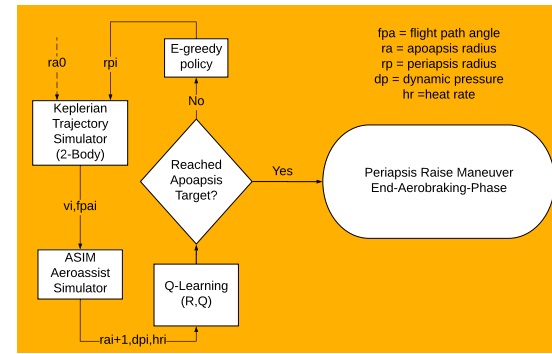 fpa = flight path angle
ra = apoapsis radius
rp = periapsis radius
dp = dynamic pressure
hr =heat rate
E-greedy
policy
ra0
rpi
No
Keplerian
Trajectory
Simulator
(2-Body)
Reached
Apoapsis
Target?
Yes
Periapsis Raise Maneuver
End-Aerobraking-Phase
vi,fpai
ASIM
Aeroassist
Simulator
Q-Learning
(R,Q)
rai+1,dpi,hri